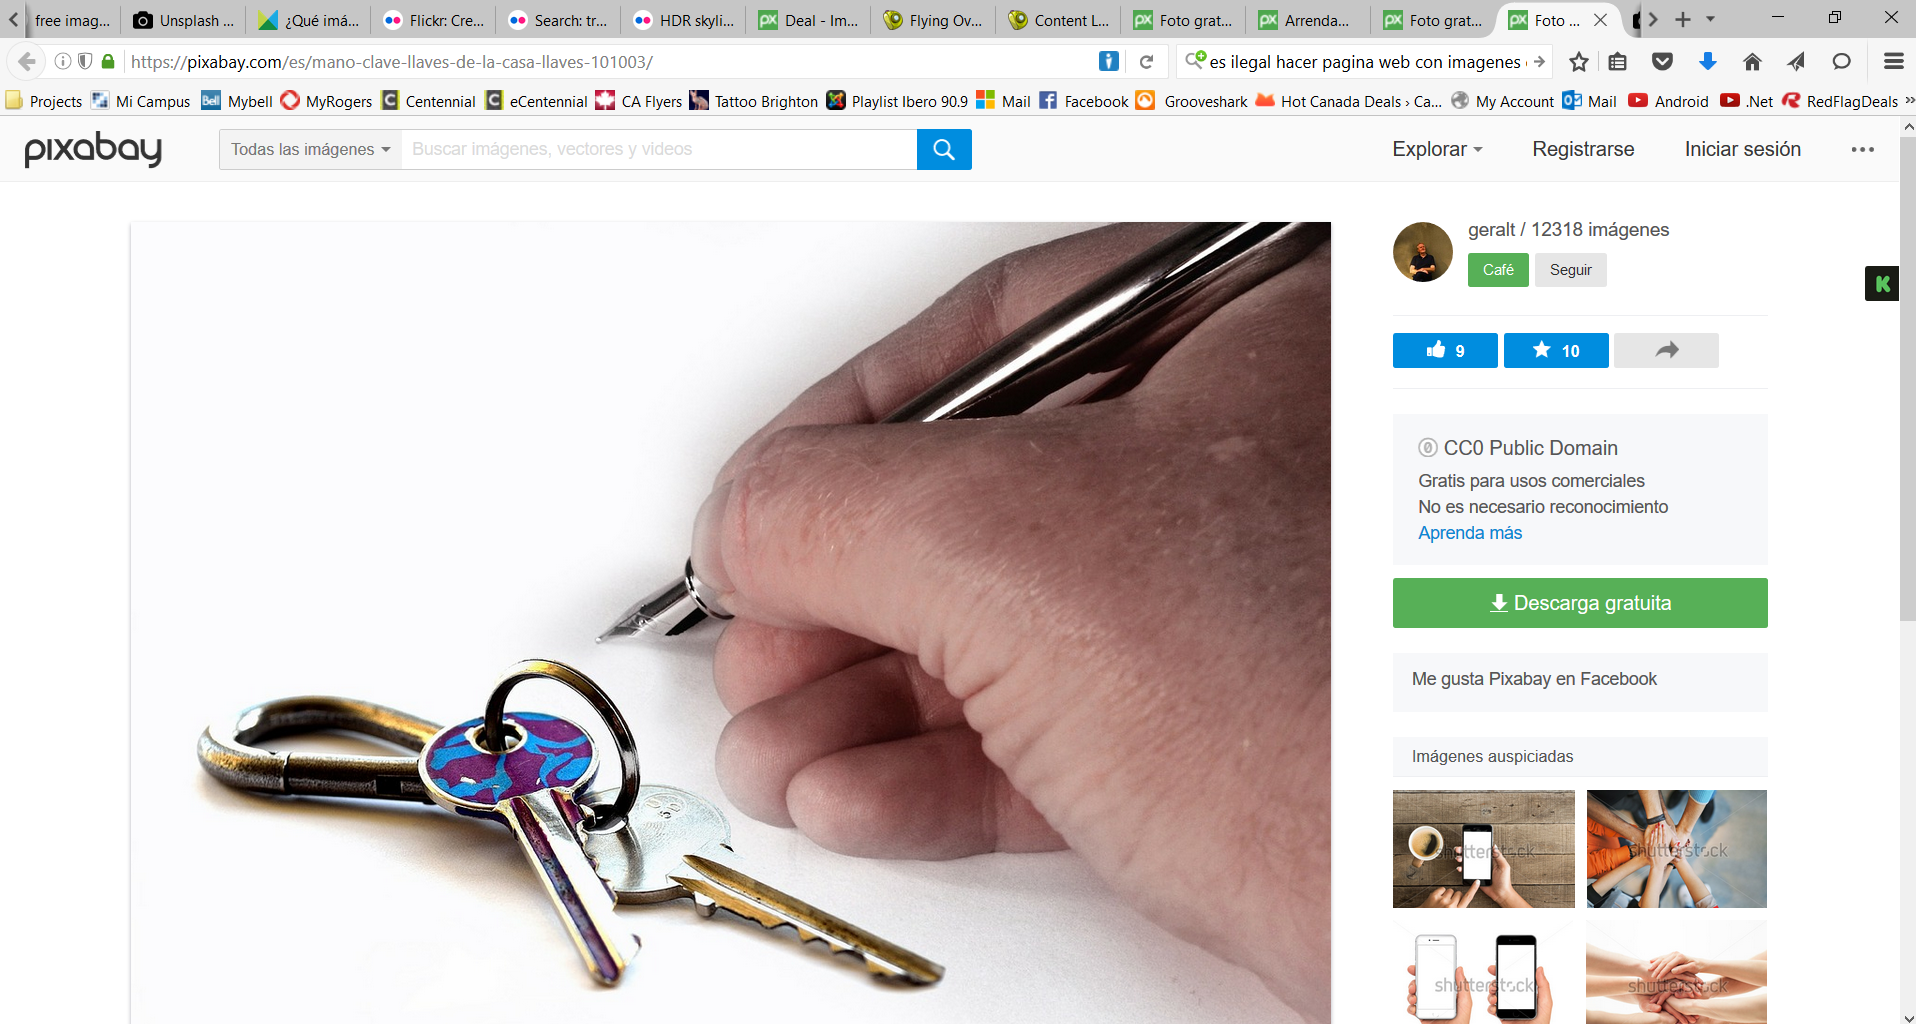 free imag...
Unsplash ...
¿Qué imá...
Flickr: Cre...
Search: tr...
HDR skyli...
Deal - Im...
Flying Ov...
Content L...
Foto grat...
Arrenda...
Foto grat...
Foto ...
https://pixabay.com/es/mano-clave-llaves-de-la-casa-llaves-101003/
es ilegal hacer pagina web con imagenes
Projects
Mi Campus
Bell
Mybell
MyRogers
Centennial
eCentennial
CA Flyers
Tattoo Brighton
Playlist Ibero 90.9
Mail
Facebook
Grooveshark
Hot Canada Deals › Ca...
My Account
Mail
Android
.Net
RedFlagDeals
pixabay
Todas las imágenes
Buscar imágenes, vectores y videos
Explorar
Registrarse
Iniciar sesión
geralt / 12318 imágenes
Café
Seguir
K
9
10
CC0 Public Domain
Gratis para usos comerciales
No es necesario reconocimiento
Aprenda más
Descarga gratuita
Me gusta Pixabay en Facebook
Imágenes auspiciadas
shutterstock
shutterstock
shutterstock
shutterstock